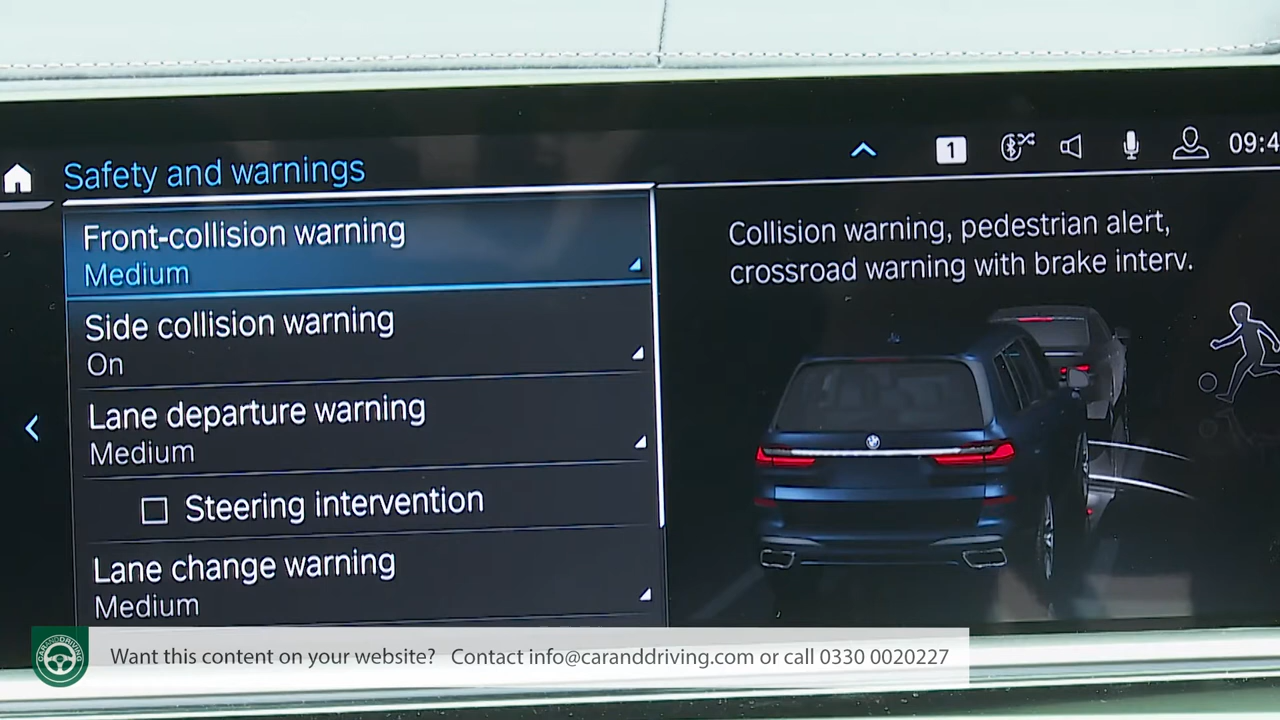 Safety and warnings
1
09:4
Front-collision warning
Medium
Side collision warning
On
Lane departure warning
Medium
Steering intervention
Lane change warning
Medium
Collision warning, pedestrian alert,
crossroad warning with brake interv.
CARANDDRIVING
Want this content on your website? Contact info@caranddriving.com or call 0330 0020227